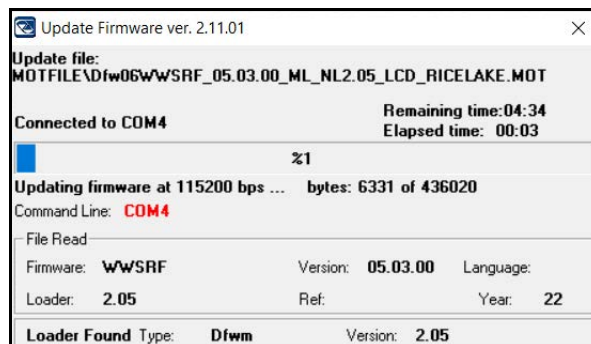 Update Firmware ver. 2.11.01
Update file:
MOTFILE\Dfw06WWSRF_05.03.00_ML_NL2.05_LCD_RICELAKE.MOT
Remaining time:04:34
Connected to COM4
Elapsed time: 00:03
%1
Updating firmware at 115200 bps ... bytes: 6331 of 436020
Command Line: COM4
File Read
Firmware: WWSRF Version: 05.03.00 Language:
Loader: 2.05 Ref: Year: 22
Loader Found Type: Dfwm Version: 2.05